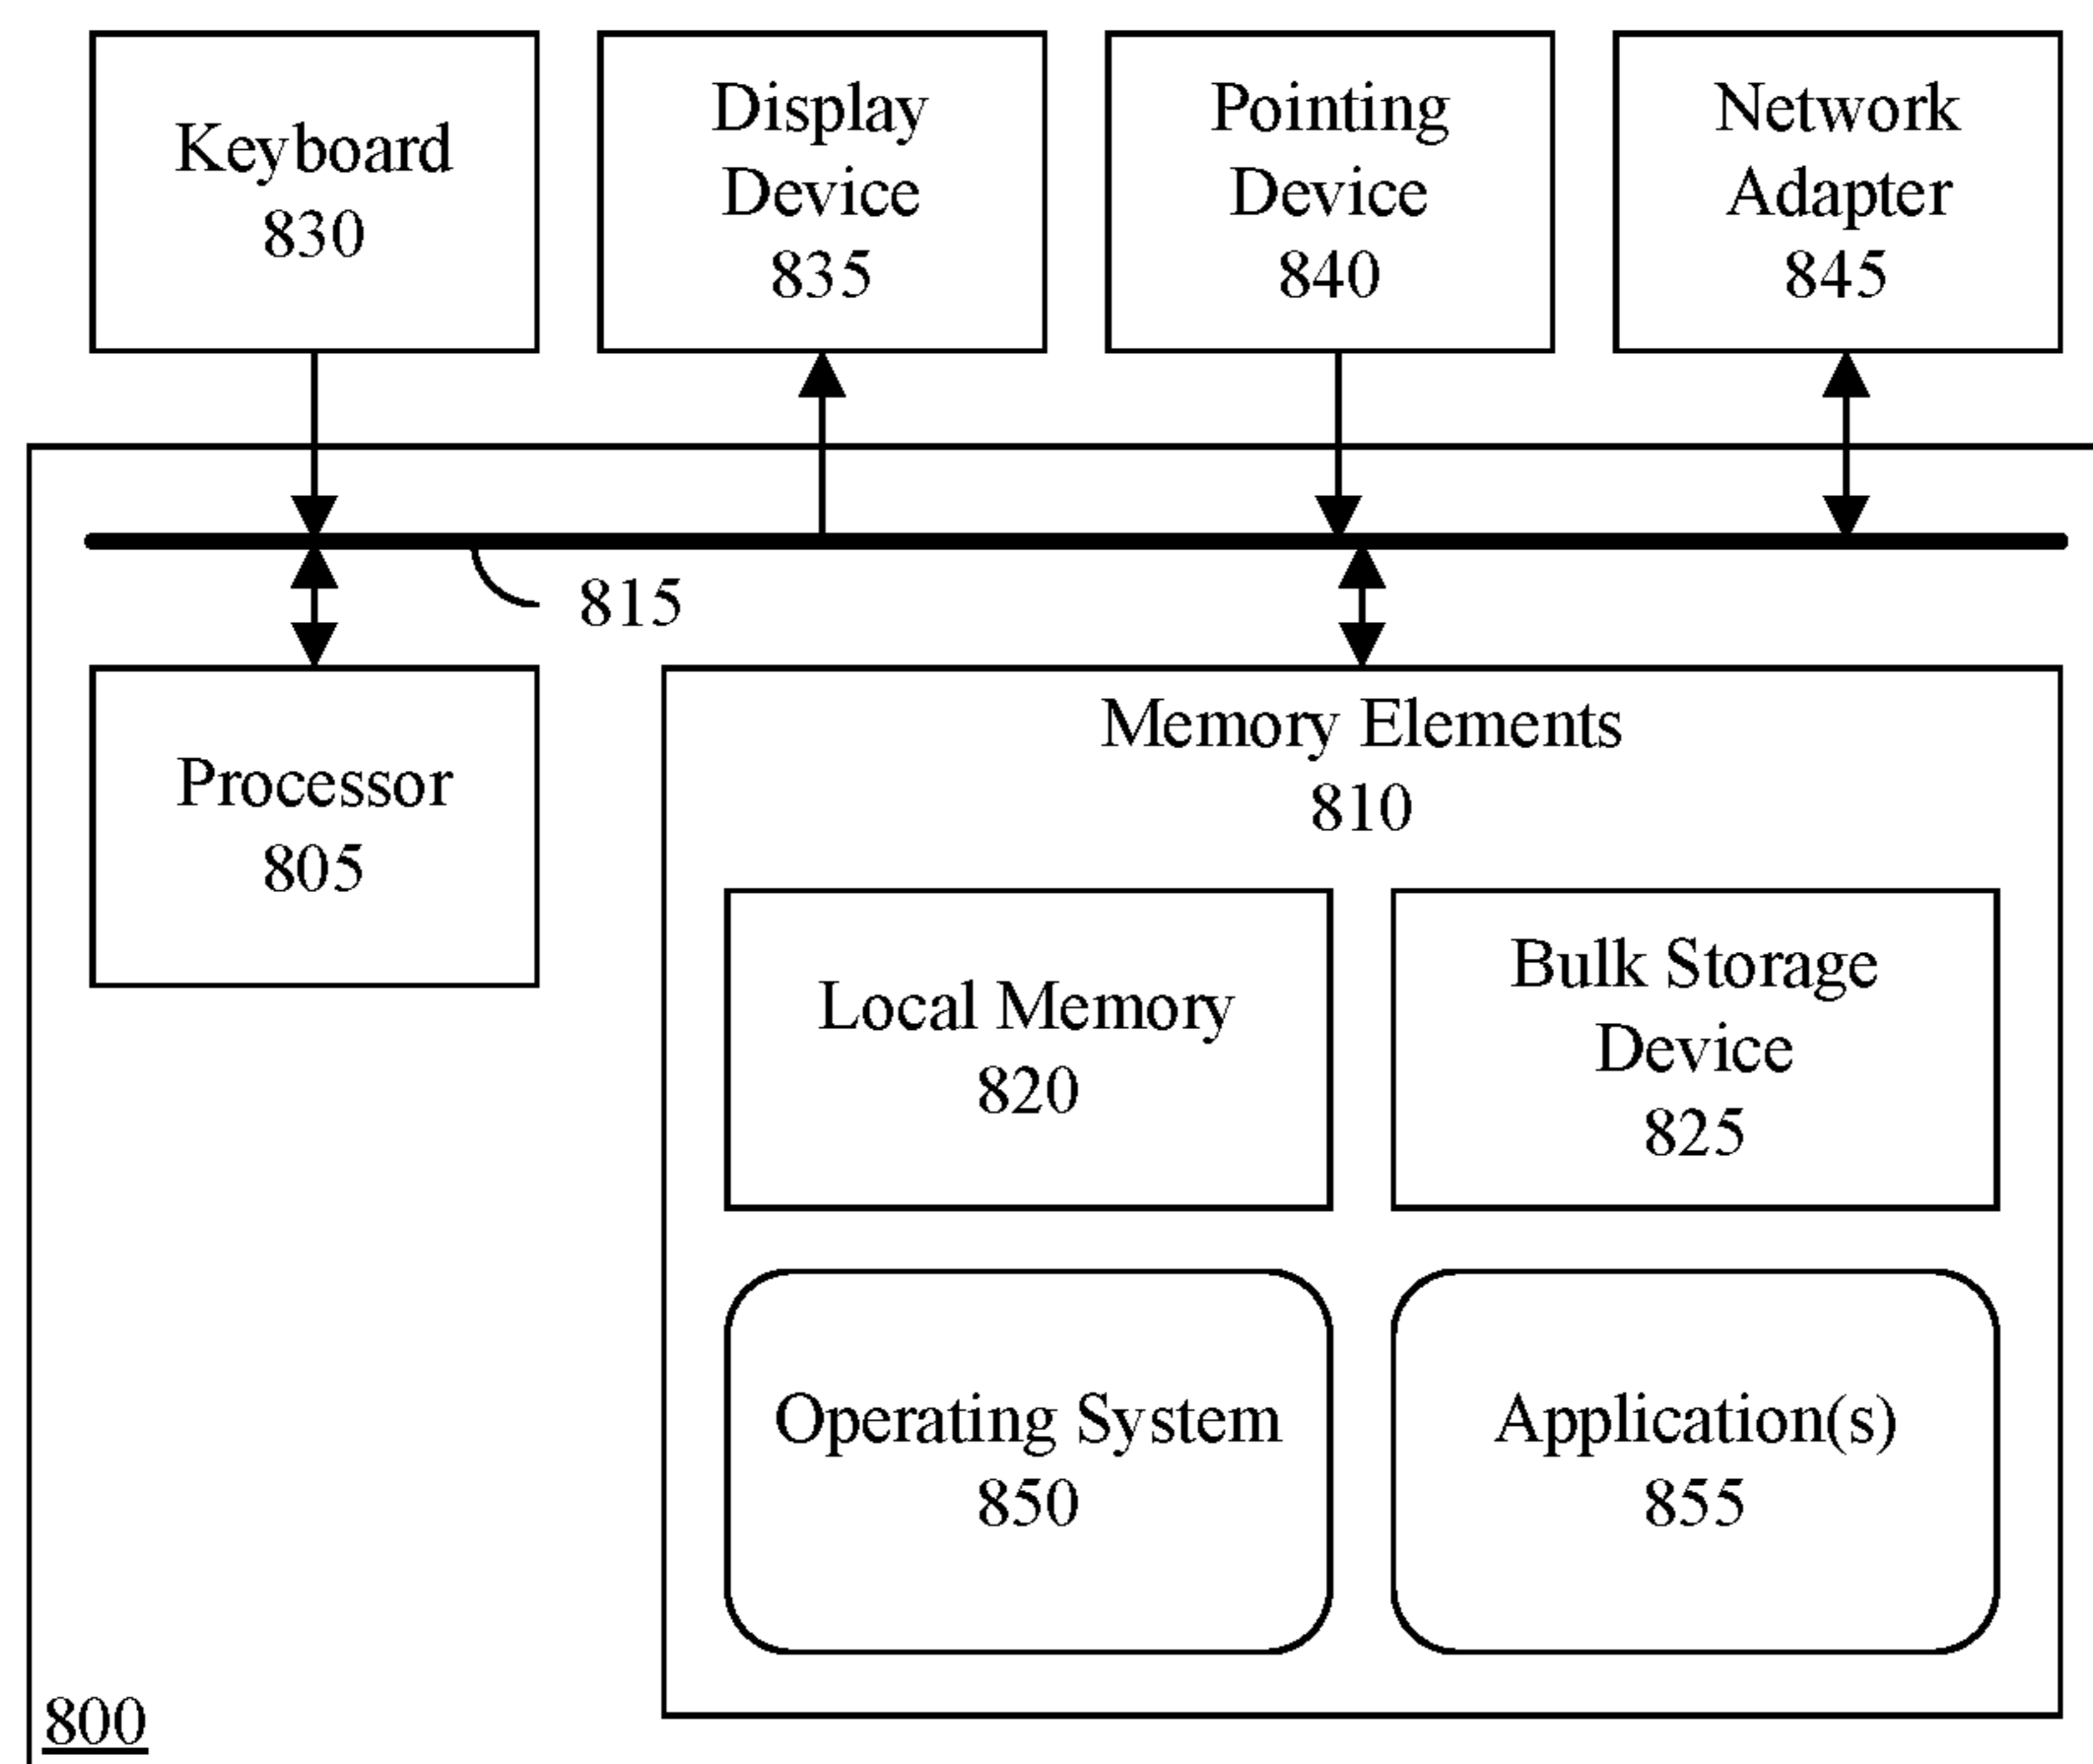 Keyboard
830
Display
Device
835
Pointing
Device
840
Network
Adapter
845
815
Processor
805
Memory Elements
810
Local Memory
820
Bulk Storage
Device
825
Operating System
850
Application(s)
855
800